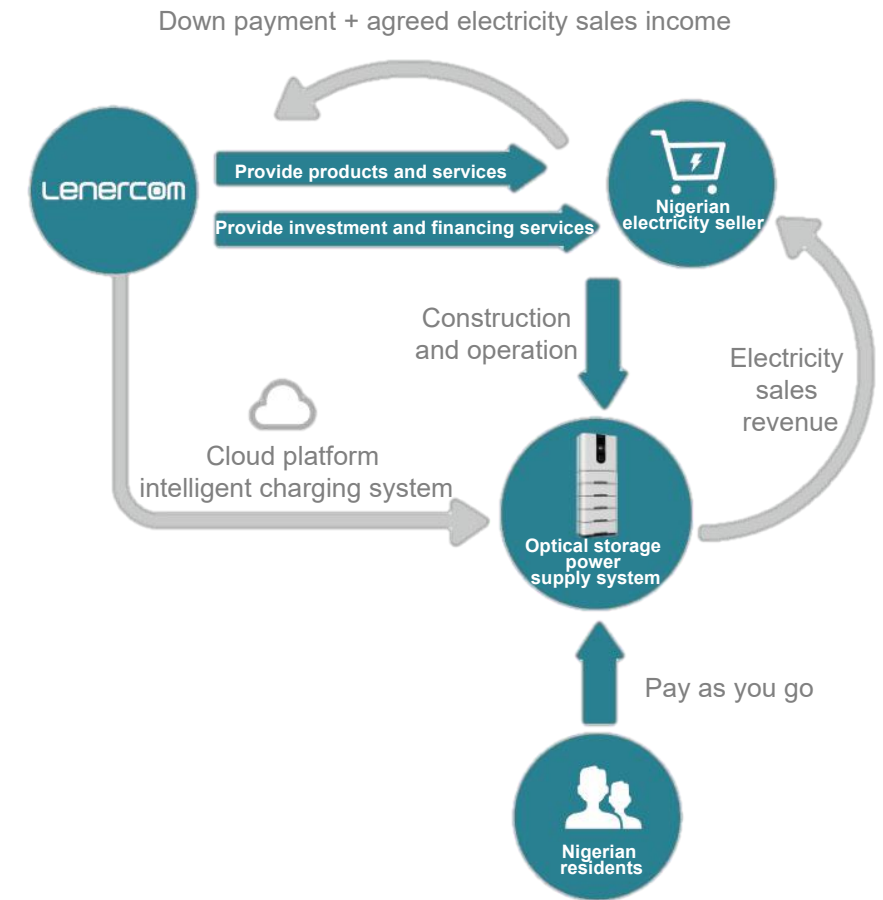 Down payment + agreed electricity sales income
Lenercom
Provide products and services
Provide investment and financing services
Nigerian
electricity seller
Construction
and operation
Electricity
sales
revenue
Cloud platform
intelligent charging system
Optical storage
power
supply system
Pay as you go
Nigerian
residents